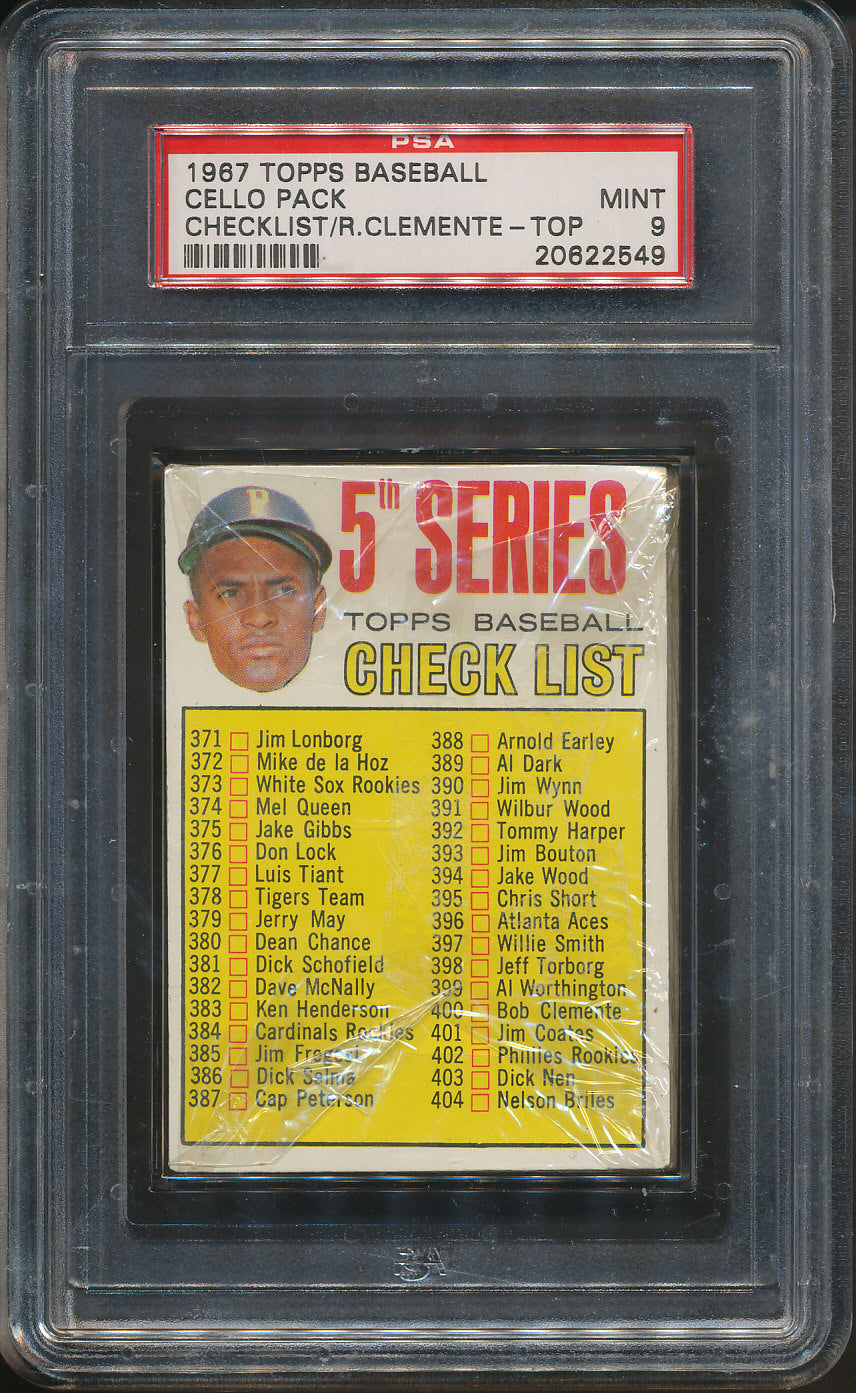 PSA
1967 TOPPS BASEBALL
CELLO PACK MINT
CHECKLIST/R.CLEMENTE-TOP 9
20622549
P
5th SERIES
TOPPS BASEBALL
CHECK LIST
371 Jim Lonborg
372 Mike de la Hoz
373 White Sox Rookies
374 Mel Queen
375 Jake Gibbs
376 Don Lock
377 Luis Tiant
378 Tigers Team
379 Jerry May
380 Dean Chance
381 Dick Schofield
382 Dave McNally
383 Ken Henderson
384 Cardinals Rookies
385 Jim Fregosi
386 Dick Selma
387 Cap Peterson
388 Arnold Earley
389 Al Dark
390 Jim Wynn
391 Wilbur Wood
392 Tommy Harper
393 Jim Bouton
394 Jake Wood
395 Chris Short
396 Atlanta Aces
397 Willie Smith
398 Jeff Torborg
399 Al Worthington
400 Bob Clemente
401 Jim Coates
402 Phillies Rookies
403 Dick Nen
404 Nelson Briles
PSA